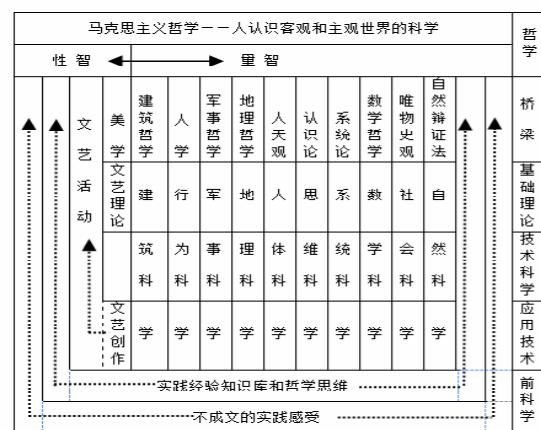 马克思主义哲学--人认识客观和主观世界的科学
哲学
性智
量智
文艺活动
美学
建筑哲学
人学
军事哲学
地理哲学
人天观
认识论
系统论
数学哲学
唯物史观
自然辩证法
桥梁
文艺理论
建筑科学
行为科学
军事科学
地理科学
人体科学
思维科学
系统科学
数学科学
社会科学
自然科学
基础理论
技术科学
文艺创作
应用技术
实践经验知识库和哲学思维
前科学
不成文的实践感受